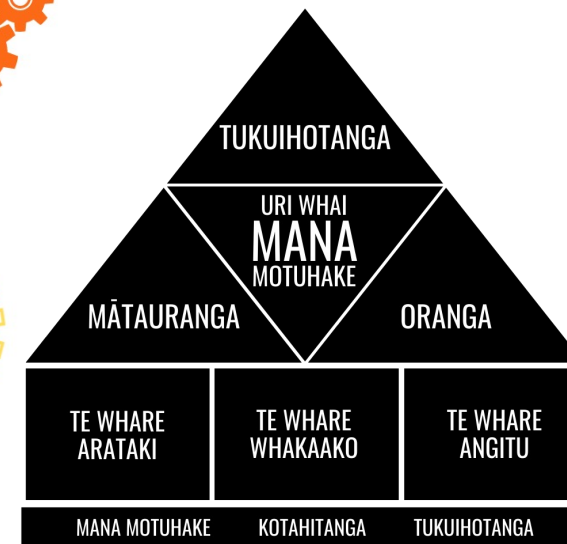 TUKUIHOTANGA
URI WHAI
MANA
MOTUHAKE
MĀTAURANGA
ORANGA
TE WHARE
ARATAKI
TE WHARE
WHAKAAKO
TE WHARE
ANGITU
MANA MOTUHAKE KOTAHITANGA TUKUIHOTANGA